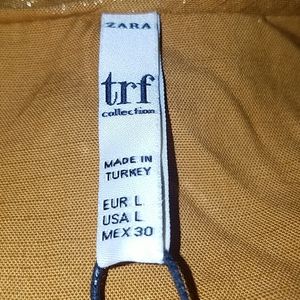 ZARA
trf
collection
MADE IN
TURKEY
EUR L
USA L
MEX 30